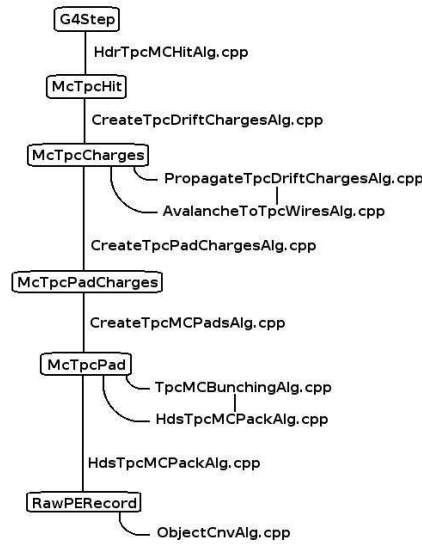 G4Step
HdrTpcMCHitAlg.cpp
McTpcHit
CreateTpcDriftChargesAlg.cpp
McTpcCharges
PropagateTpcDriftChargesAlg.cpp
AvalancheToTpcWiresAlg.cpp
CreateTpcPadChargesAlg.cpp
McTpcPadCharges
CreateTpcMCPadsAlg.cpp
McTpcPad
TpcMCBunchingAlg.cpp
HdsTpcMCPackAlg.cpp
HdsTpcMCPackAlg.cpp
RawPERecord
ObjectCnvAlg.cpp